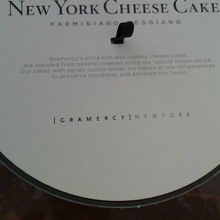 NEW YORK CHEESE CAKE
PARMIGIANO REGGIANO
Gramercy's extra rich and creamy cheese cakes
are blended from several cheeses using our special house recipe.
Our cakes with pecan cookie bases are baked at low temperatures
to preserve moistness and enhance the flavor.
[GRAMERCY]NEWYORK